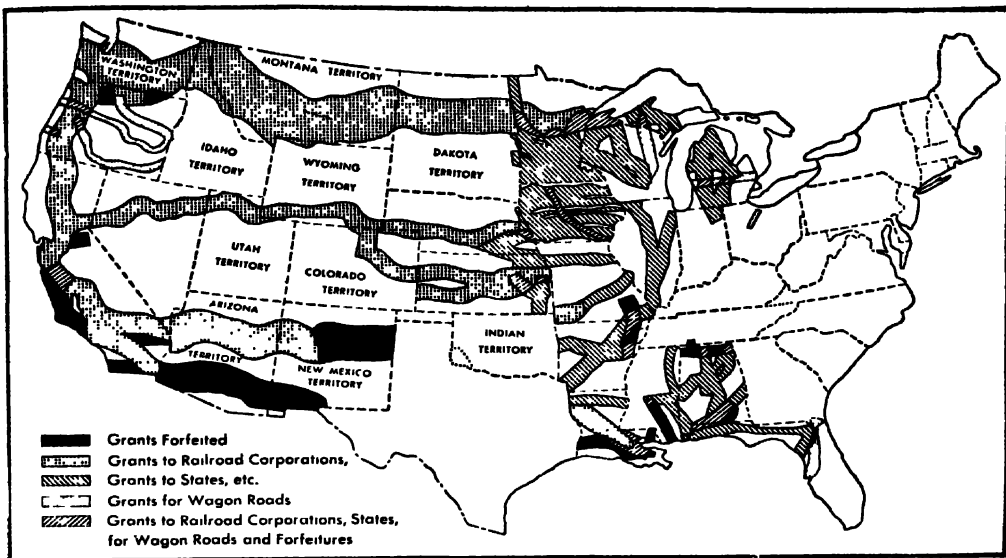 WASHINGTON
TERRITORY
MONTANA TERRITORY
IDAHO
TERRITORY
WYOMING
TERRITORY
DAKOTA
TERRITORY
UTAH
TERRITORY
COLORADO
TERRITORY
ARIZONA
TERRITORY
NEW MEXICO
TERRITORY
INDIAN
TERRITORY
Grants Forfeited
Grants to Railroad Corporations,
Grants to States, etc.
Grants for Wagon Roads
Grants to Railroad Corporations, States,
for Wagon Roads and Forfeitures